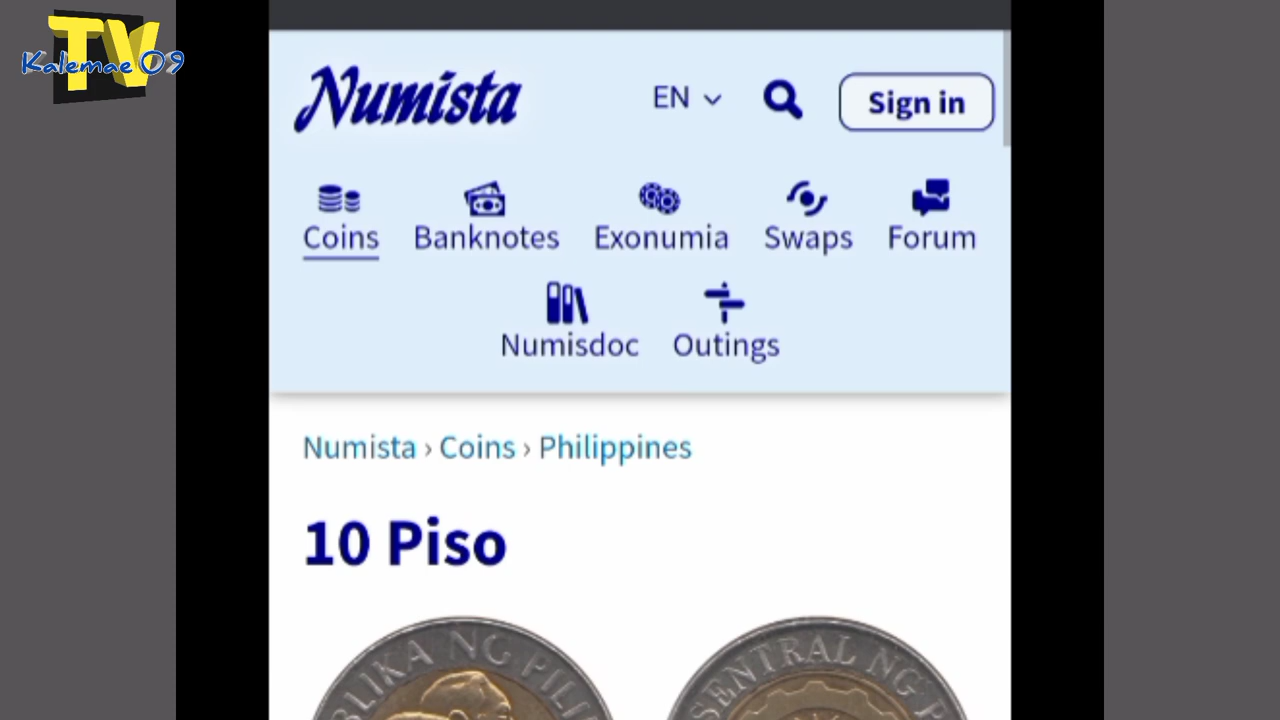 TV
Kalemae 09
Numista
EN
Sign in
Coins
Banknotes
Exonumia
Swaps
Forum
Numisdoc
Outings
Numista › Coins › Philippines
10 Piso
BLIKA NG PILI
SENTRAL NG P